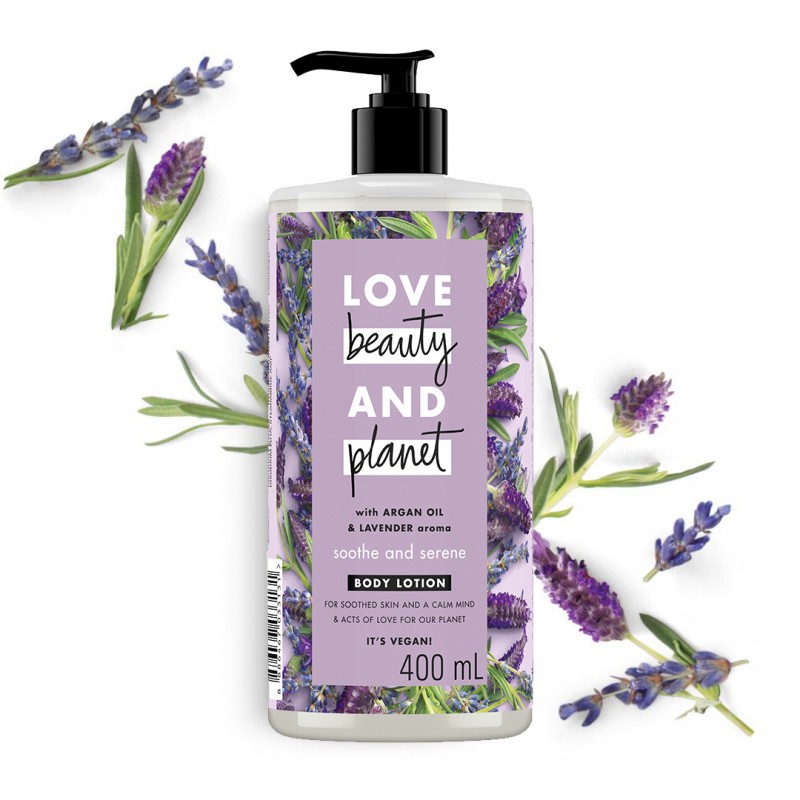 LOVE
beauty
AND
planet
with ARGAN OIL
& LAVENDER aroma
soothe and serene
BODY LOTION
FOR SOOTHED SKIN AND A CALM MIND
& ACTS OF LOVE FOR OUR PLANET
IT'S VEGAN!
400 mL